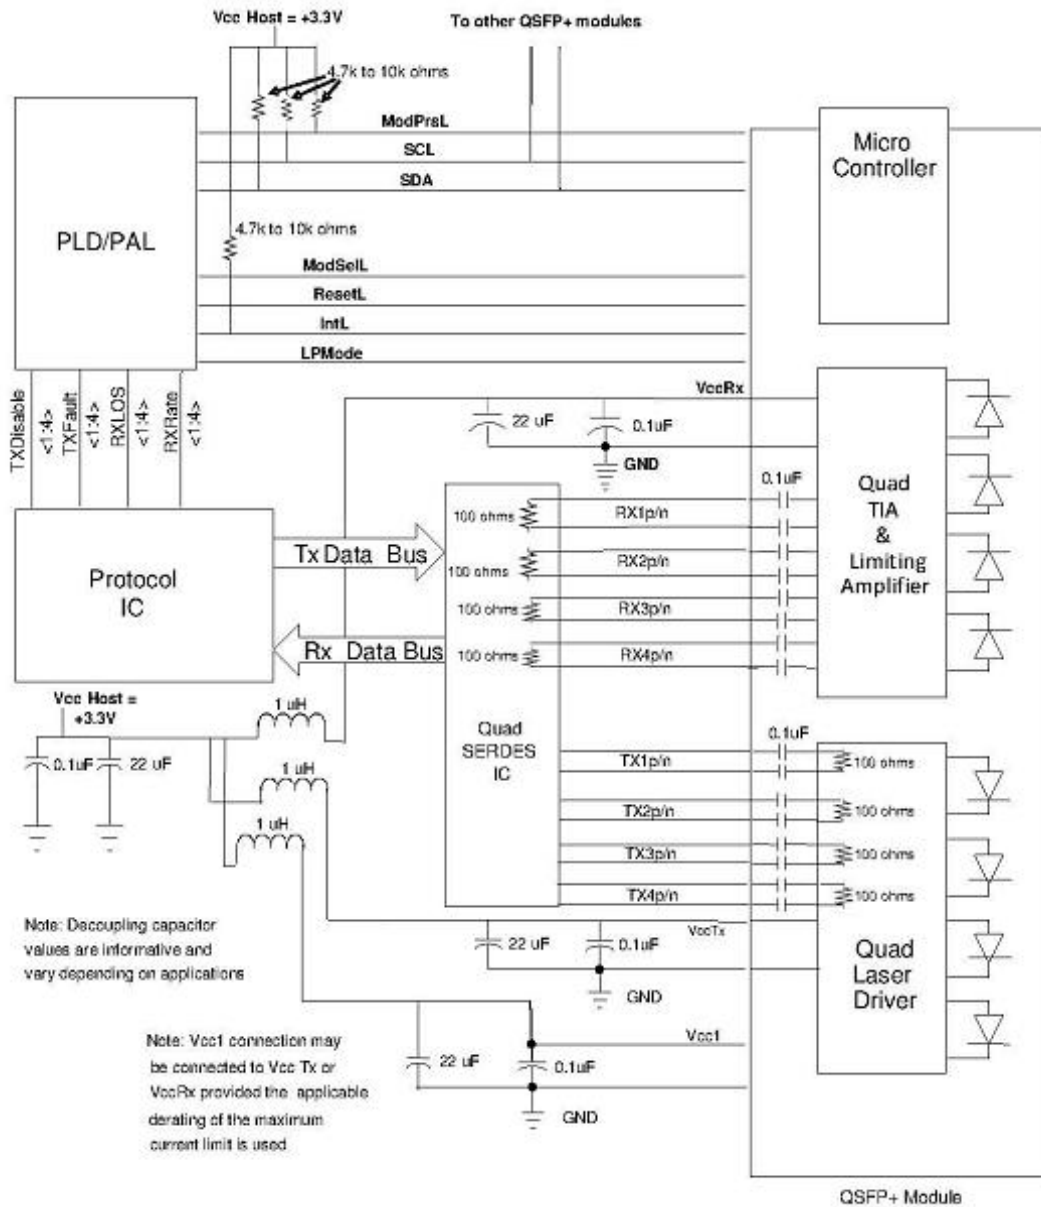 Vcc Host = +3.3V
To other QSFP+ modules
4.7k to 10k ohms
ModPrsL
SCL
SDA
Micro
Controller
PLD/PAL
4.7k to 10k ohms
ModSelL
ResetL
IntL
LPMode
TXDisable
<1:4>
TXFault
<1:4>
RXLOS
<1:4>
RXRate
<1:4>
VccRx
22 uF
0.1uF
GND
0.1uF
Quad
TIA
&
Limiting
Amplifier
100 ohms
RX1p/n
100 ohms
RX2p/n
100 ohms
RX3p/n
100 ohms
RX4p/n
Protocol
IC
Tx Data Bus
Rx Data Bus
Vcc Host =
+3.3V
0.1uF
22 uF
1 uH
1 uH
1 uH
Quad
SERDES
IC
0.1uF
TX1p/n
100 ohms
TX2p/n
100 ohms
TX3p/n
100 ohms
TX4p/n
100 ohms
VccTx
22 uF
0.1uF
GND
Quad
Laser
Driver
Note: Decoupling capacitor
values are informative and
vary depending on applications
Note: Vcc1 connection may
be connected to Vcc Tx or
VccRx provided the applicable
derating of the maximum
current limit is used
Vcc1
22 uF
0.1uF
GND
QSFP+ Module